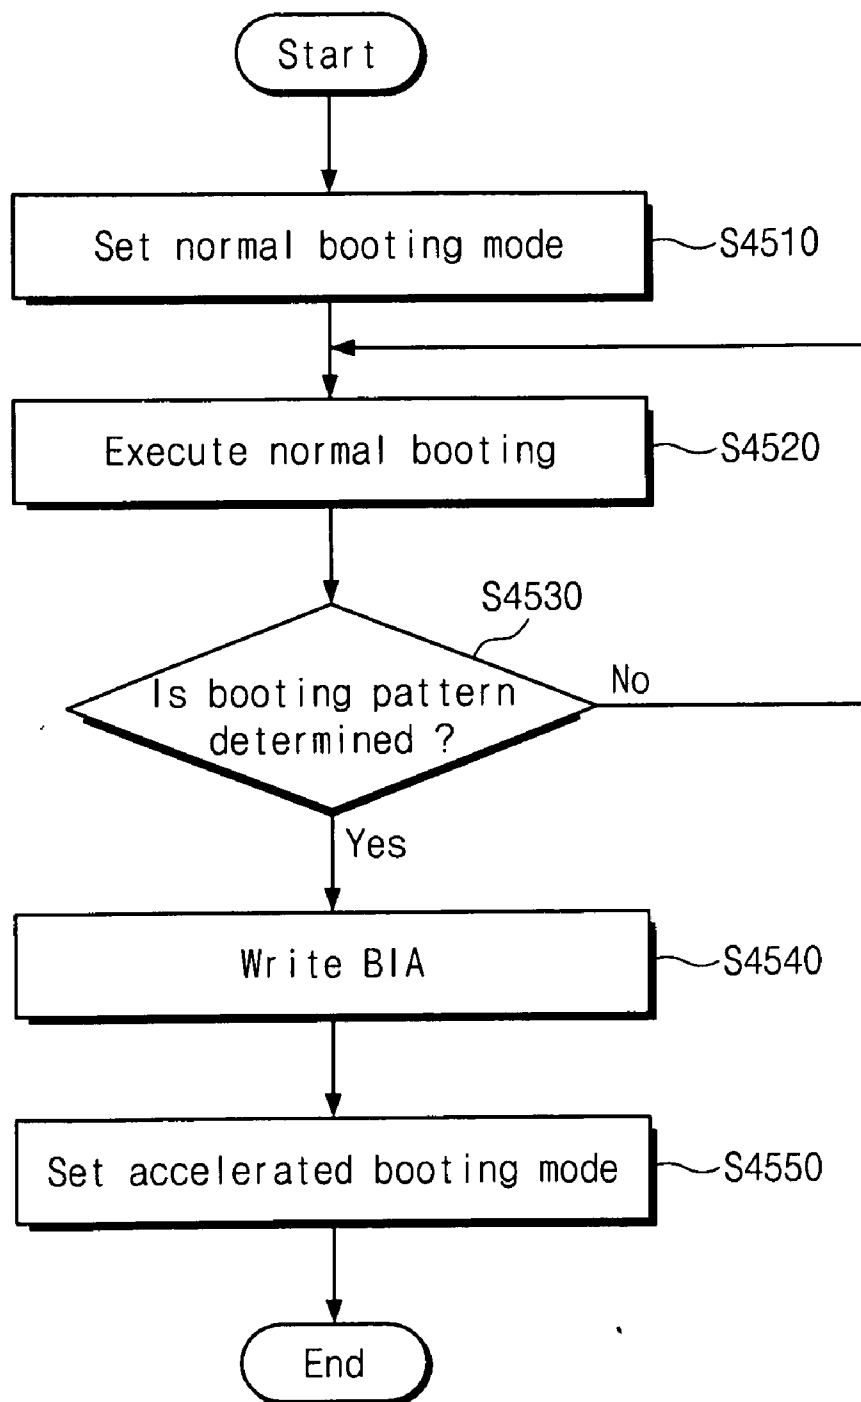 Start
Set normal booting mode
S4510
Execute normal booting
S4520
S4530
Is booting pattern
determined ?
No
Yes
Write BIA
S4540
Set accelerated booting mode
S4550
End